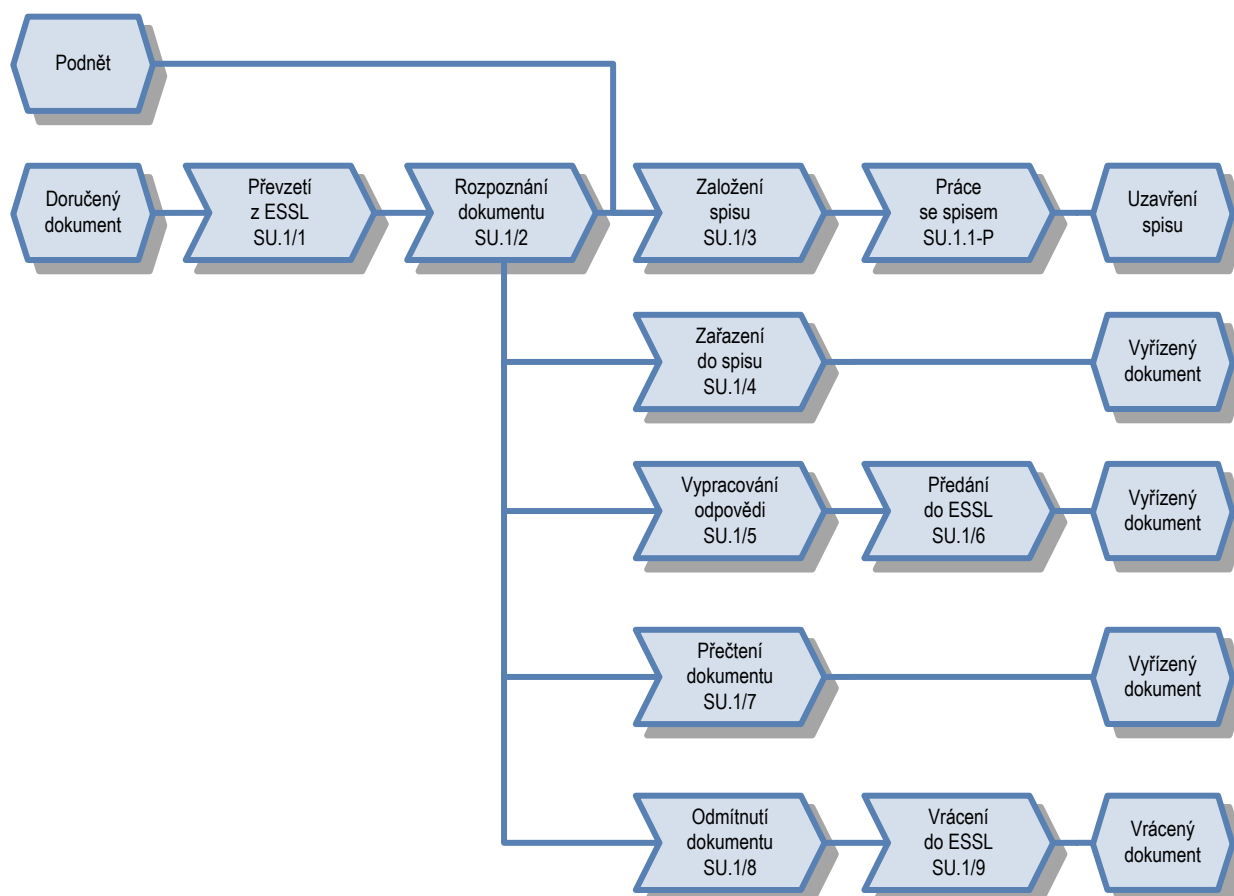 Podnět
Doručený
dokument
Převzetí
z ESSL
SU.1/1
Rozpoznání
dokumentu
SU.1/2
Založení
spisu
SU.1/3
Práce
se spisem
SU.1.1-P
Uzavření
spisu
Zařazení
do spisu
SU.1/4
Vyřízený
dokument
Vypracování
odpovědi
SU.1/5
Předání
do ESSL
SU.1/6
Vyřízený
dokument
Přečtení
dokumentu
SU.1/7
Vyřízený
dokument
Odmítnutí
dokumentu
SU.1/8
Vrácení
do ESSL
SU.1/9
Vrácený
dokument